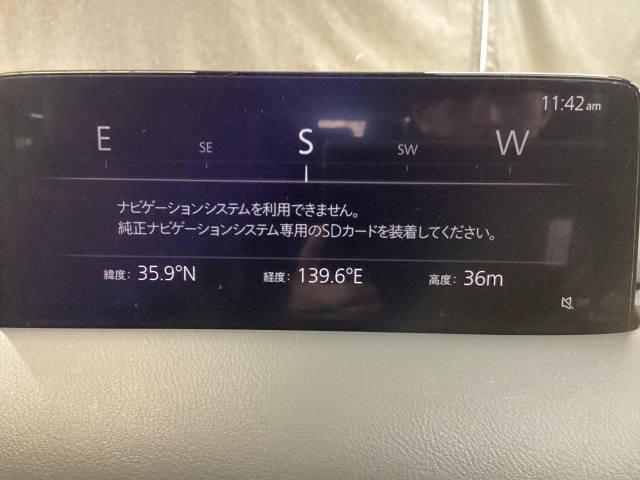 11:42am
E SE S SW W
ナビゲーションシステムを利用できません。
純正ナビゲーションシステム専用のSDカードを装着してください。
緯度: 35.9°N 経度: 139.6°E 高度: 36m